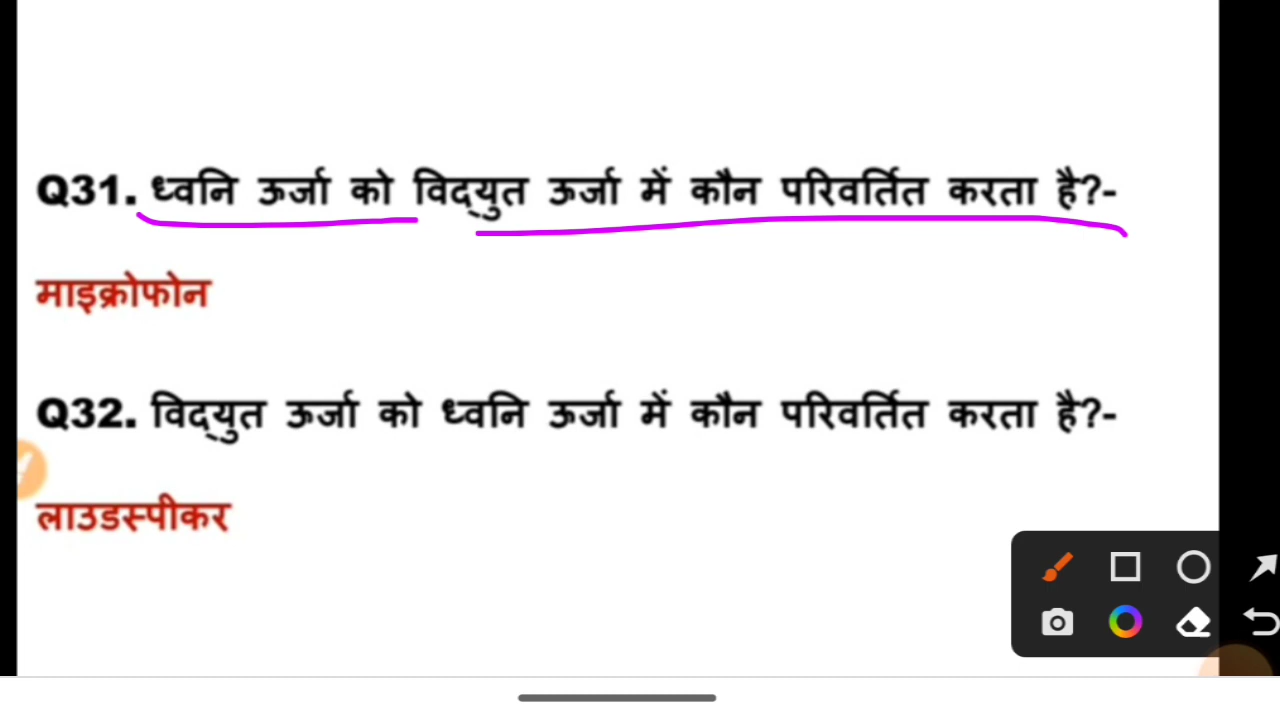 Q31. ध्वनि ऊर्जा को विद्युत ऊर्जा में कौन परिवर्तित करता है?-
माइक्रोफोन
Q32. विद्युत ऊर्जा को ध्वनि ऊर्जा में कौन परिवर्तित करता है?-
लाउडस्पीकर